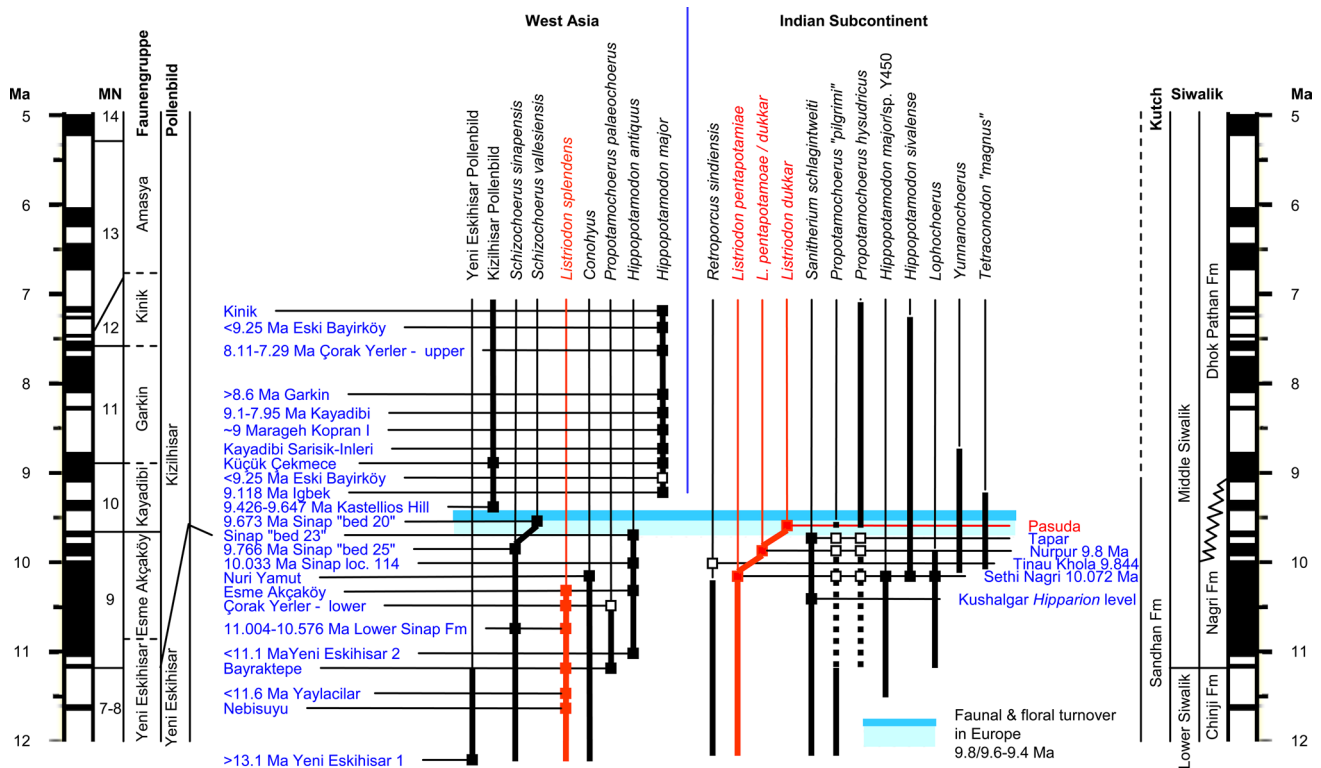 West Asia
Indian Subcontinent
Ma
MN
Faunengruppe
Pollenbild
Yeni Eskihisar Pollenbild
Kizilhisar Pollenbild
Schizochoerus sinapensis
Schizochoerus vallesiensis
Listriodon splendens
Conohyus
Propotamochoerus palaeochoerus
Hippopotamodon antiquus
Hippopotamodon major
Retroporcus sindiensis
Listriodon pentapotamiae
L. pentapotamoae / dukkar
Listriodon dukkar
Sanitherium schlagintweiti
Propotamochoerus "pilgrimi"
Propotamochoerus hysudricus
Hippopotamodon major/sp. Y450
Hippopotamodon sivalense
Lophochoerus
Yunnanochoerus
Tetraconodon "magnus"
Kutch
Siwalik
Ma
5
6
7
8
9
10
11
12
14
13
12
11
10
9
7-8
Amasya
Kinik
Garkin
Kayadibi
Esme Akçaköy
Yeni Eskihisar
Kizilhisar
Yeni Eskihisar
Kinik
<9.25 Ma Eski Bayirköy
8.11-7.29 Ma Çorak Yerler - upper
>8.6 Ma Garkin
9.1-7.95 Ma Kayadibi
~9 Marageh Kopran I
Kayadibi Sarisik-Inleri
Küçük Çekmece
<9.25 Ma Eski Bayirköy
9.118 Ma Igbek
9.426-9.647 Ma Kastellios Hill
9.673 Ma Sinap "bed 20"
Sinap "bed 23"
9.766 Ma Sinap "bed 25"
10.033 Ma Sinap loc. 114
Nuri Yamut
Esme Akçaköy
Çorak Yerler - lower
11.004-10.576 Ma Lower Sinap Fm
<11.1 MaYeni Eskihisar 2
Bayraktepe
<11.6 Ma Yaylacilar
Nebisuyu
>13.1 Ma Yeni Eskihisar 1
Pasuda
Tapar
Nurpur 9.8 Ma
Tinau Khola 9.844
Sethi Nagri 10.072 Ma
Kushalgar Hipparion level
Faunal & floral turnover
in Europe
9.8/9.6-9.4 Ma
Sandhan Fm
Middle Siwalik
Lower Siwalik
Dhok Pathan Fm
Nagri Fm
Chinji Fm
5
6
7
8
9
10
11
12